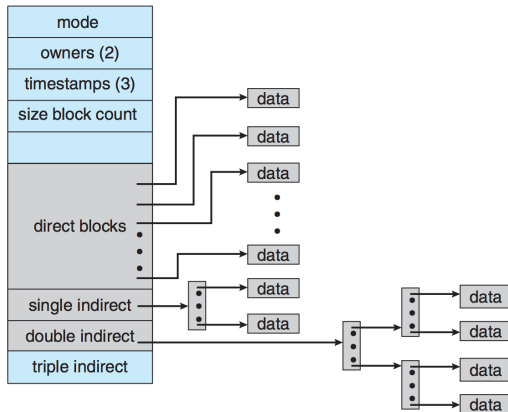 mode
owners (2)
timestamps (3)
size block count
direct blocks
single indirect
double indirect
triple indirect
data
data
data
data
data
data
data
data
data
data